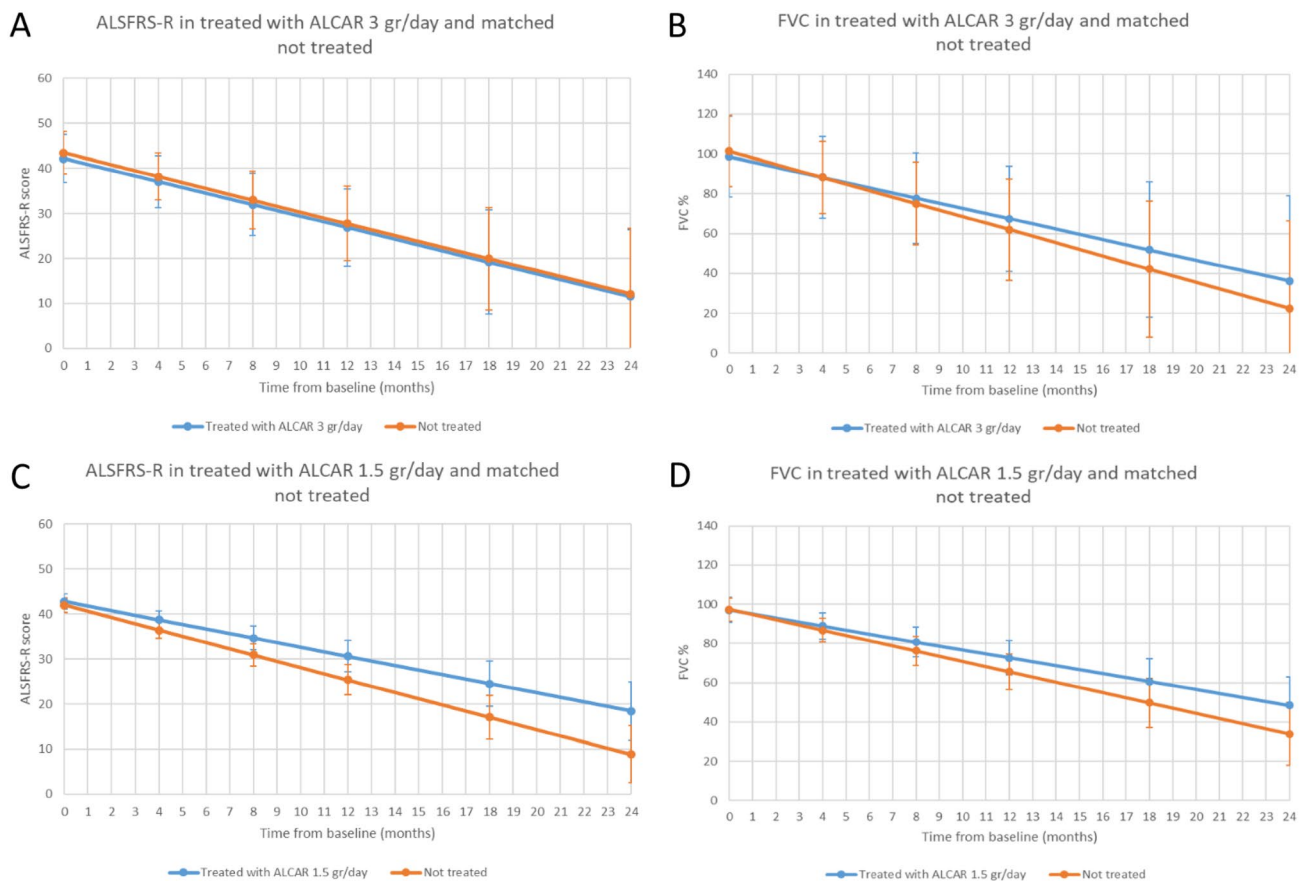 A
ALSFRS-R in treated with ALCAR 3 gr/day and matched
not treated
60
50
40
30
20
10
0
ALSFRS-R score
0 1 2 3 4 5 6 7 8 9 10 11 12 13 14 15 16 17 18 19 20 21 22 23 24
Time from baseline (months)
Treated with ALCAR 3 gr/day Not treated
B
FVC in treated with ALCAR 3 gr/day and matched
not treated
140
120
100
80
60
40
20
0
FVC %
0 1 2 3 4 5 6 7 8 9 10 11 12 13 14 15 16 17 18 19 20 21 22 23 24
Time from baseline (months)
Treated with ALCAR 3 gr/day Not treated
C
ALSFRS-R in treated with ALCAR 1.5 gr/day and matched
not treated
60
50
40
30
20
10
0
ALSFRS-R score
0 1 2 3 4 5 6 7 8 9 10 11 12 13 14 15 16 17 18 19 20 21 22 23 24
Time from baseline (months)
Treated with ALCAR 1.5 gr/day Not treated
D
FVC in treated with ALCAR 1.5 gr/day and matched
not treated
140
120
100
80
60
40
20
0
FVC %
0 1 2 3 4 5 6 7 8 9 10 11 12 13 14 15 16 17 18 19 20 21 22 23 24
Time from baseline (months)
Treated with ALCAR 1.5 gr/day Not treated